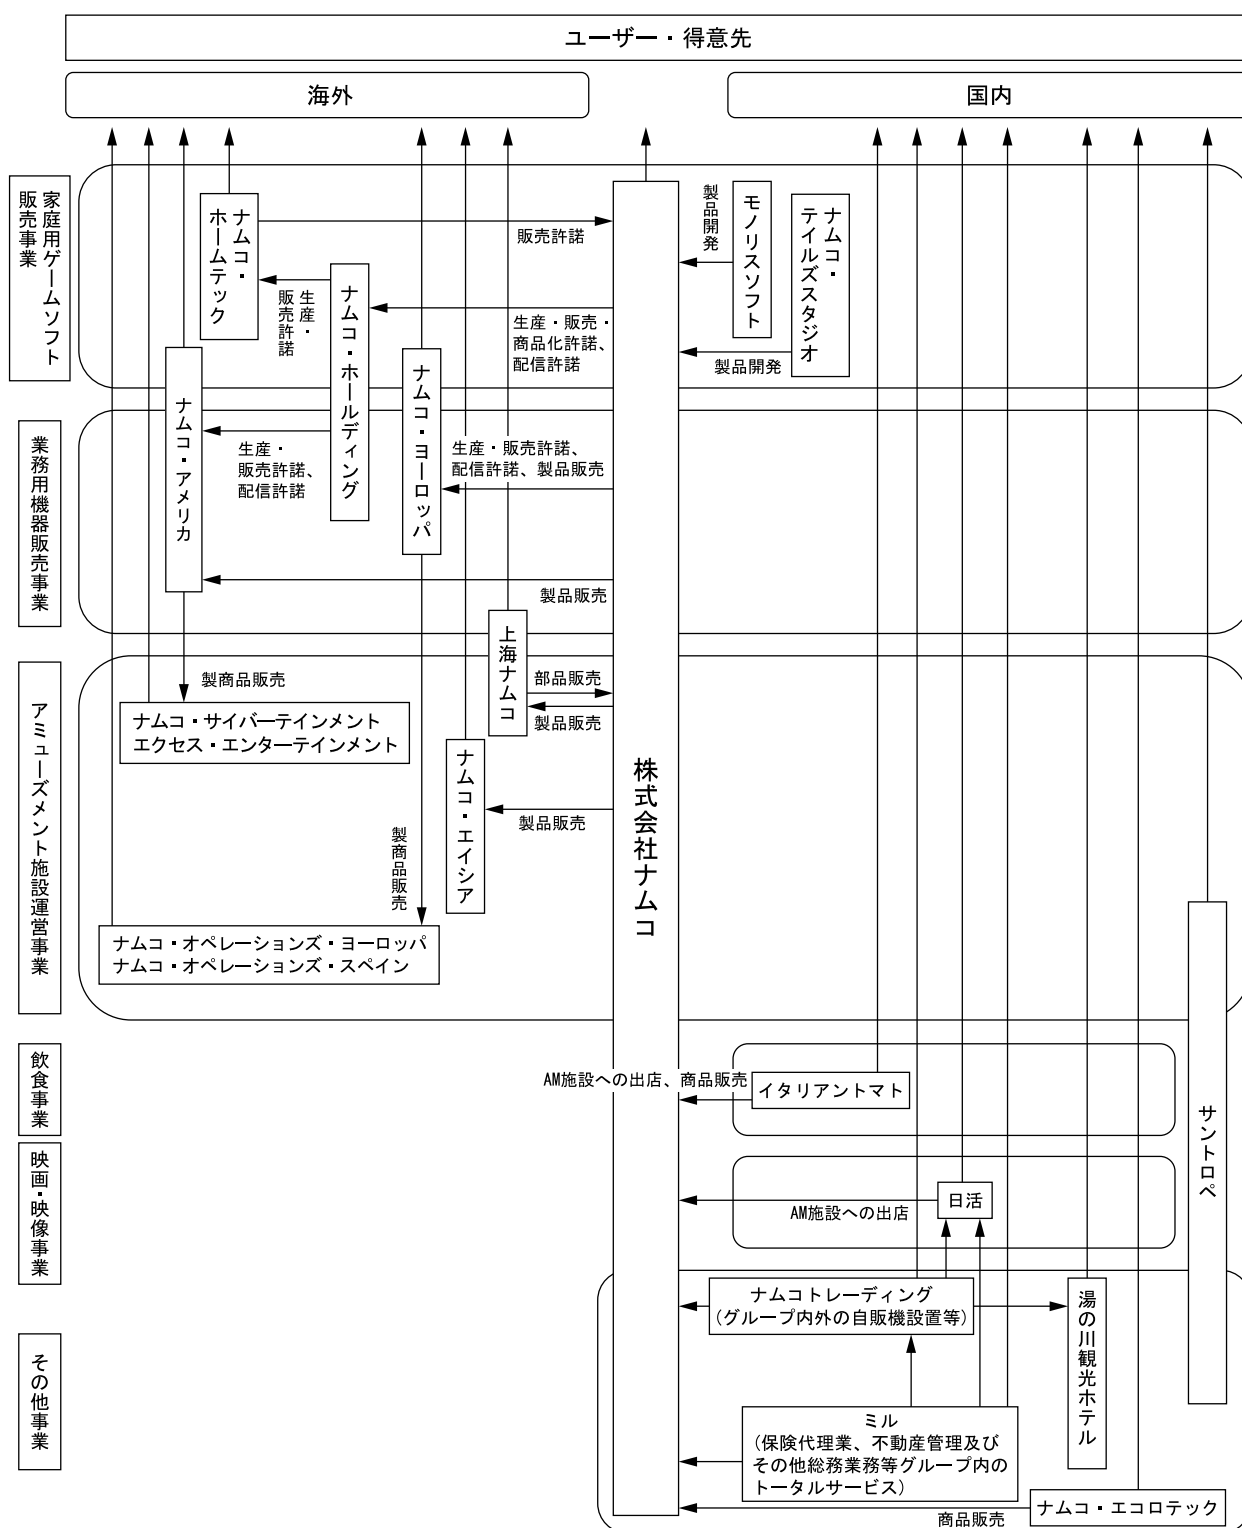 ユーザー・得意先
海外
国内
家庭用ゲームソフト
販売事業
ナムコ・
ホームテック
販売許諾
製品開発
モノリスソフト
ナムコ・
テイルズスタジオ
生産・
販売許諾
ナムコ・ホールディング
生産・販売・
商品化許諾、
配信許諾
製品開発
ナムコ・アメリカ
ナムコ・ヨーロッパ
業務用機器販売事業
生産・
販売許諾、
配信許諾
生産・販売許諾、
配信許諾、製品販売
製品販売
上海ナムコ
アミューズメント施設運営事業
製商品販売
部品販売
製品販売
ナムコ・サイバーテインメント
エクセス・エンターテインメント
ナムコ・エイシア
製品販売
株式会社ナムコ
製商品販売
ナムコ・オペレーションズ・ヨーロッパ
ナムコ・オペレーションズ・スペイン
サントロペ
飲食事業
AM施設への出店、商品販売
イタリアントマト
映画・映像事業
日活
AM施設への出店
その他事業
ナムコトレーディング
(グループ内外の自販機設置等)
湯の川観光ホテル
ミル
(保険代理業、不動産管理及び
その他総務業務等グループ内の
トータルサービス)
ナムコ・エコロテック
商品販売